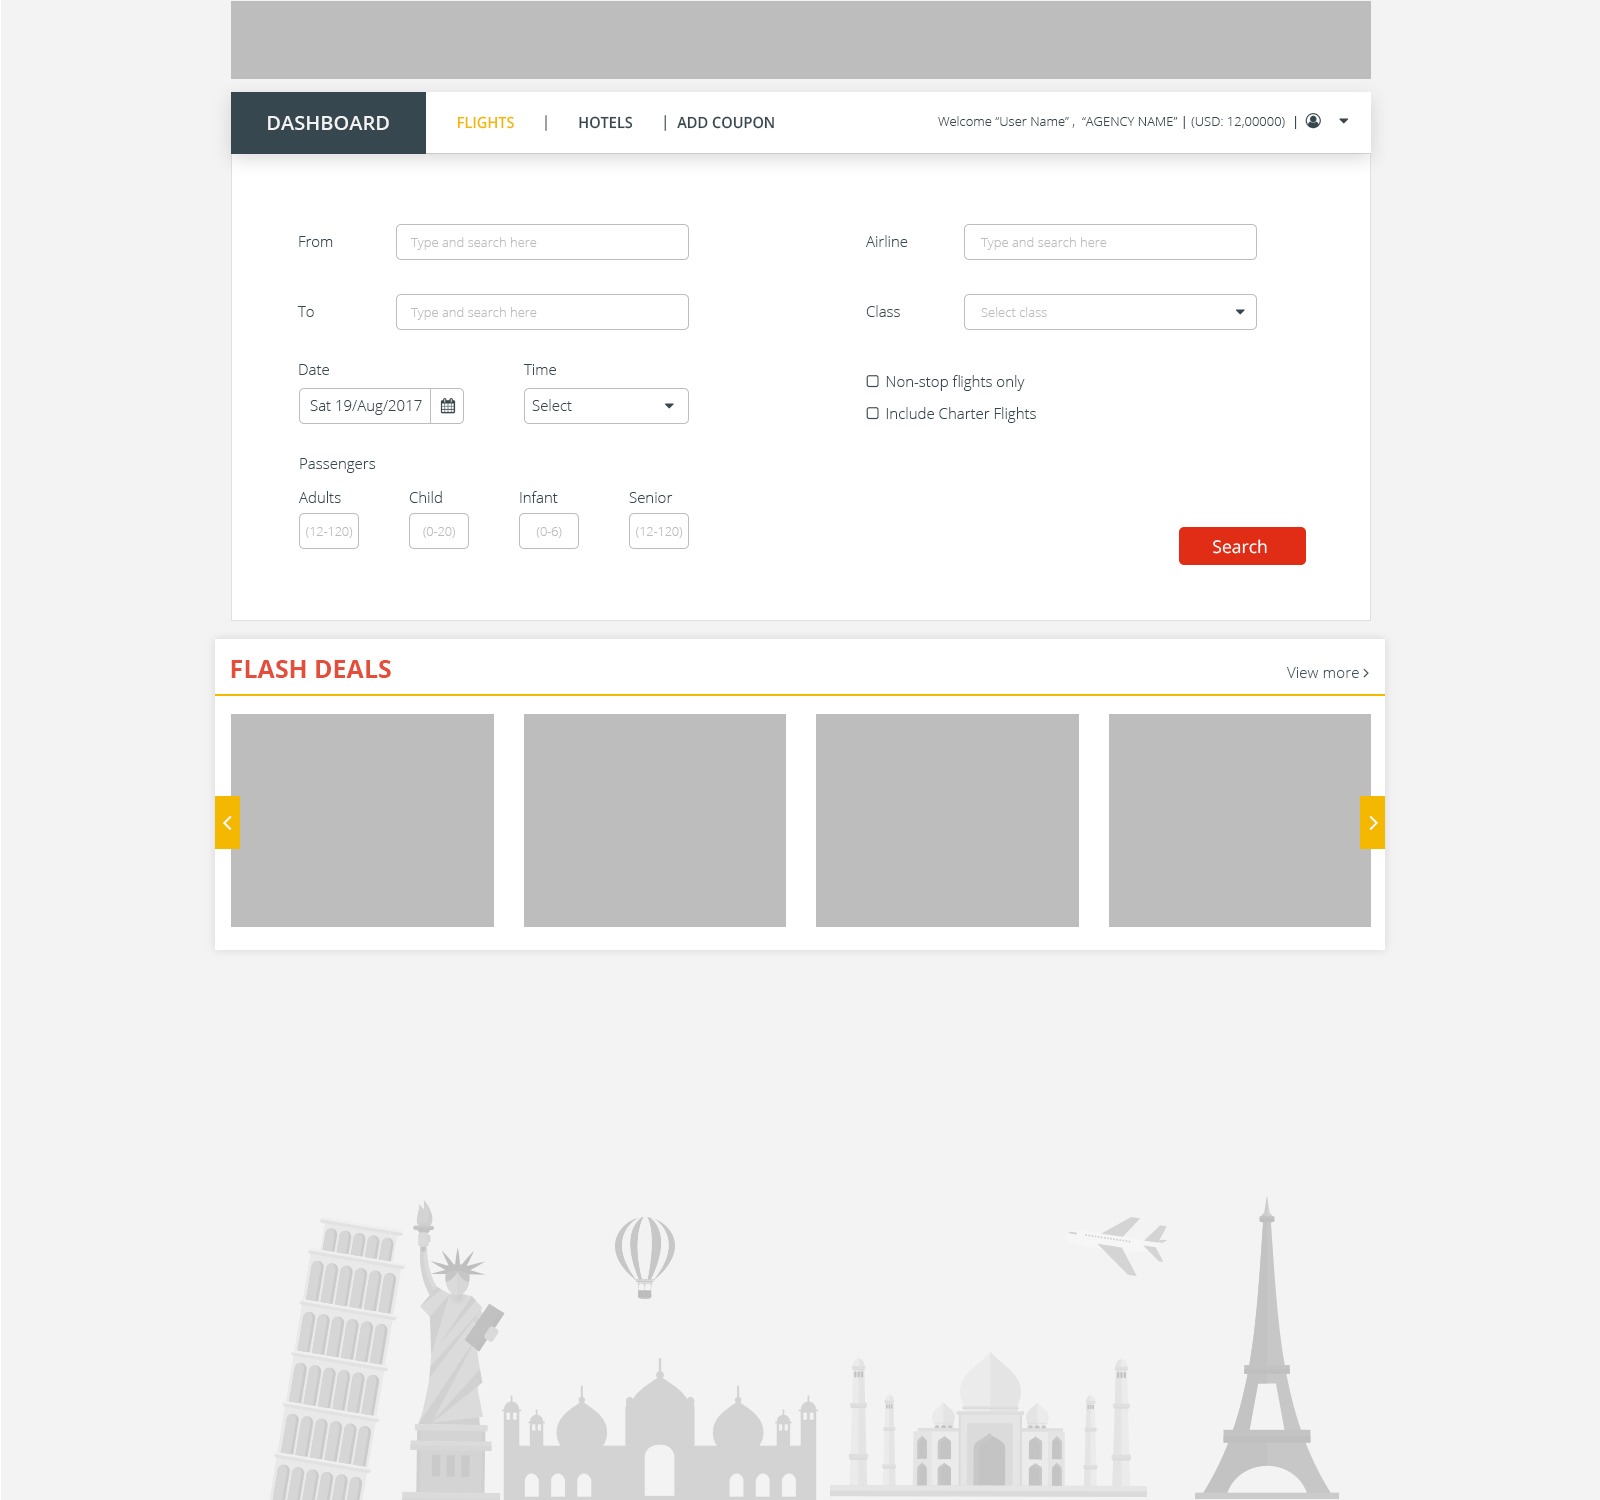 DASHBOARD FLIGHTS | HOTELS | ADD COUPON Welcome “User Name” , “AGENCY NAME” | (USD: 12,00000) |
From Type and search here Airline Type and search here
To Type and search here Class Select class
Date Time
Non-stop flights only
Sat 19/Aug/2017 Select
Include Charter Flights
Passengers
Adults Child Infant Senior
(12-120) (0-20) (0-6) (12-120)
Search
FLASH DEALS View more